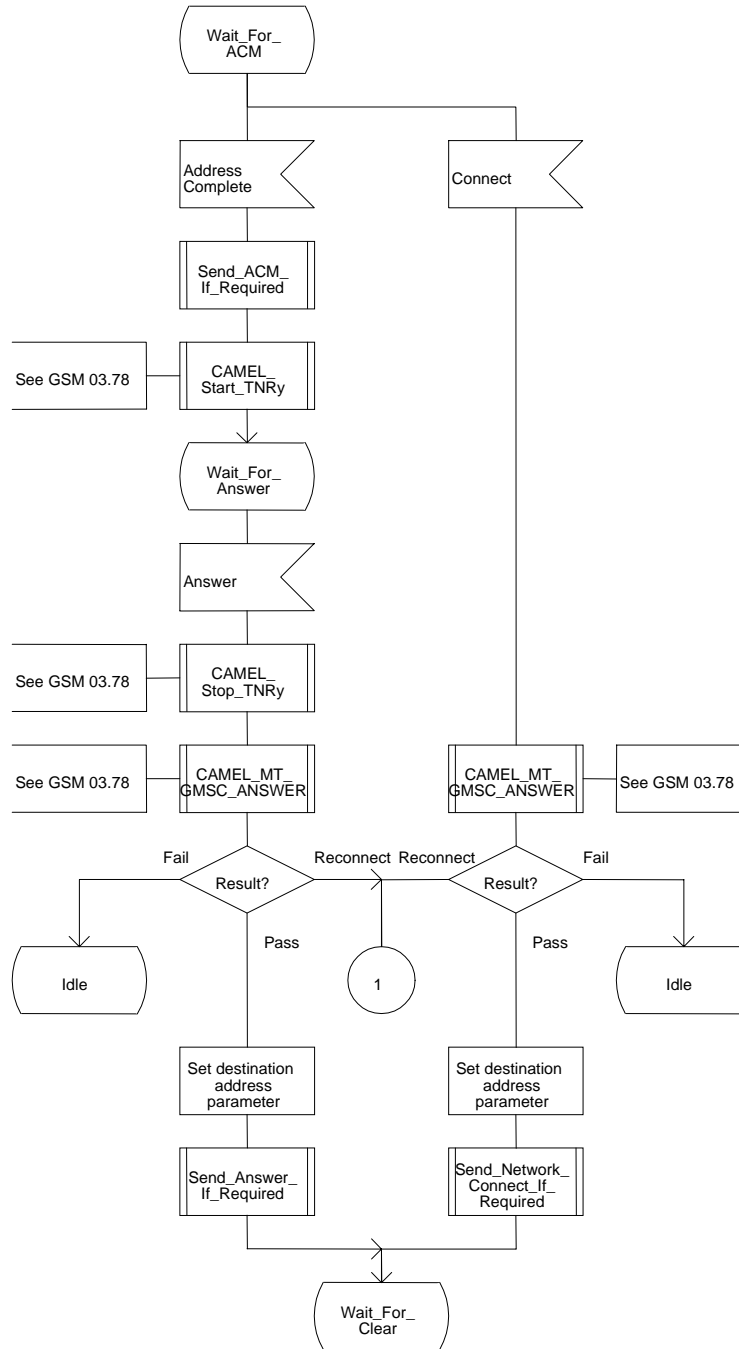 Wait_For_
ACM
Address
Complete
Connect
Send_ACM_
If_Required
See GSM 03.78
CAMEL_
Start_TNRy
Wait_For_
Answer
Answer
See GSM 03.78
CAMEL_
Stop_TNRy
See GSM 03.78
CAMEL_MT_
GMSC_ANSWER
CAMEL_MT_
GMSC_ANSWER
See GSM 03.78
Fail
Result?
Reconnect
Reconnect
Result?
Fail
Pass
Pass
Idle
1
Idle
Set destination
address
parameter
Set destination
address
parameter
Send_Answer_
If_Required
Send_Network_
Connect_If_
Required
Wait_For_
Clear